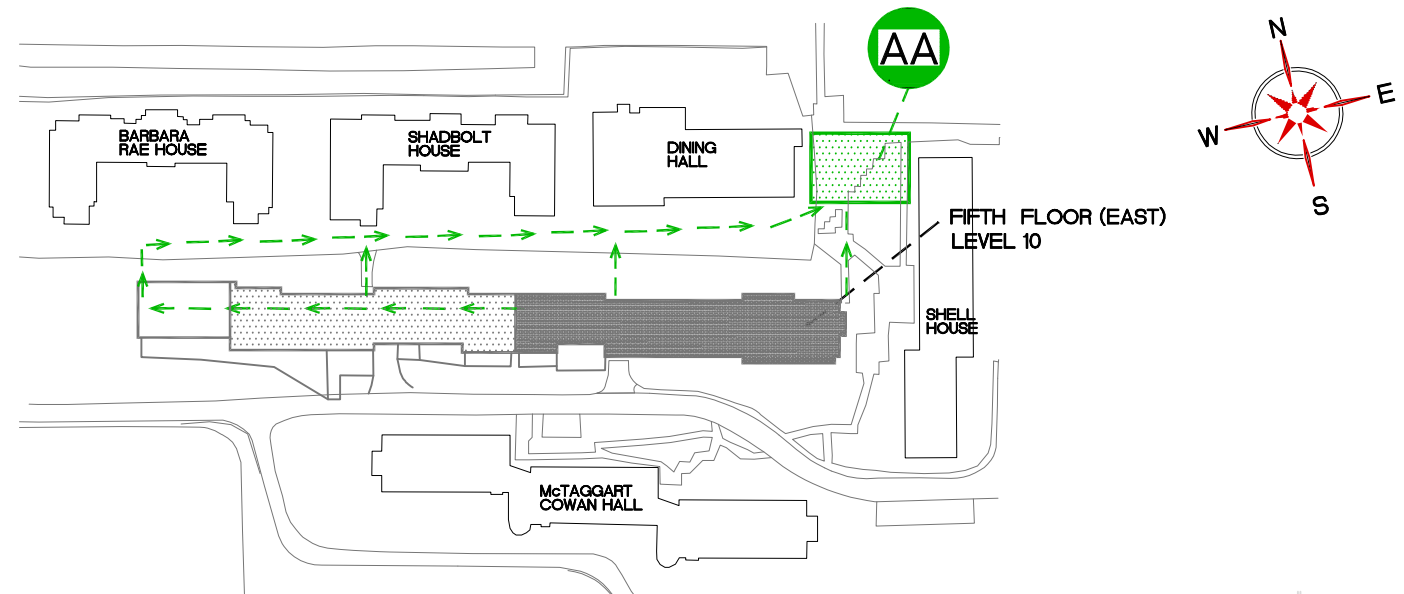 AA
N
E
W
S
BARBARA
RAE HOUSE
SHADBOLT
HOUSE
DINING
HALL
FIFTH FLOOR (EAST)
LEVEL 10
SHELL
HOUSE
McTAGGART
COWAN HALL